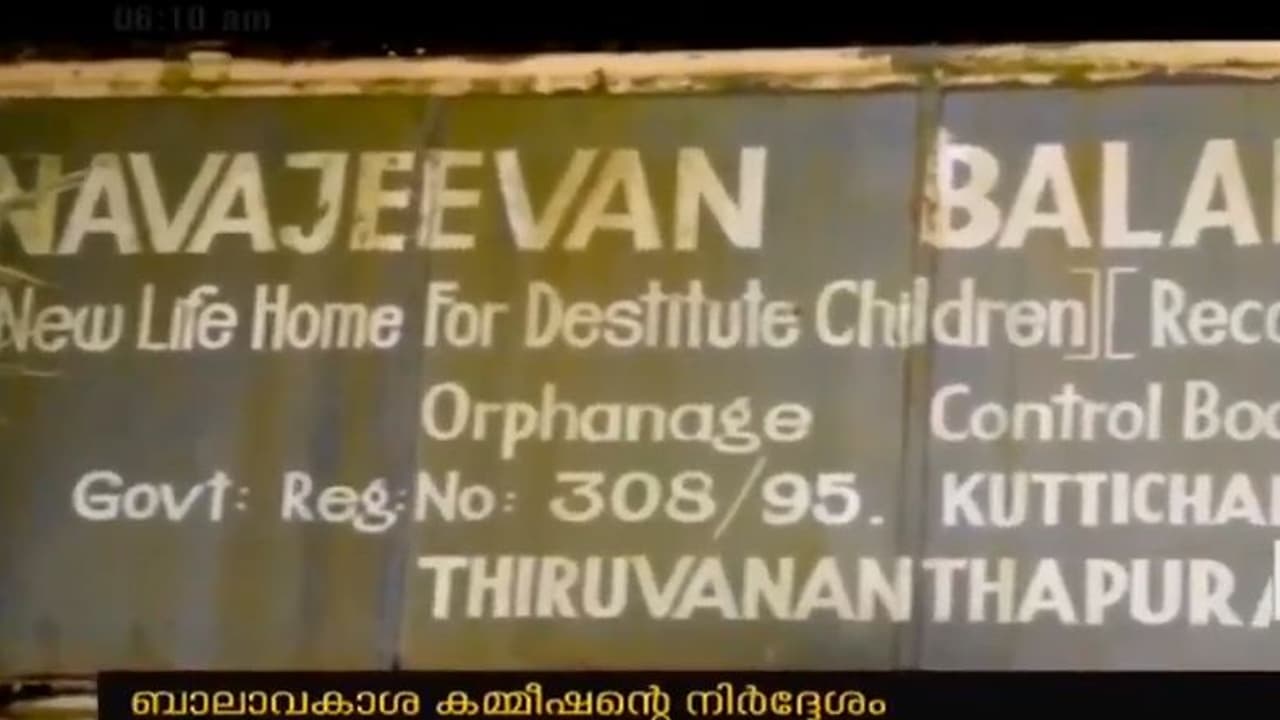 06:10 am
NAVAJEEVAN BALA
New Life Home For Destitute Children][ Reco
Orphanage Control Boa
Govt: Reg: No: 308/95. KUTTICHA
THIRUVANANTHAPURA
ബാലാവകാശ കമ്മീഷന്റെ നിർദ്ദേശം